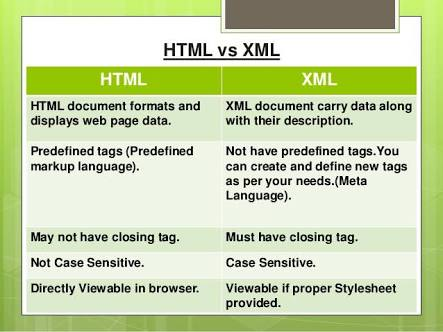 HTML vs XML
HTML
XML
HTML document formats and
displays web page data.
XML document carry data along
with their description.
Predefined tags (Predefined
markup language).
Not have predefined tags.You
can create and define new tags
as per your needs.(Meta
Language).
May not have closing tag.
Must have closing tag.
Not Case Sensitive.
Case Sensitive.
Directly Viewable in browser.
Viewable if proper Stylesheet
provided.